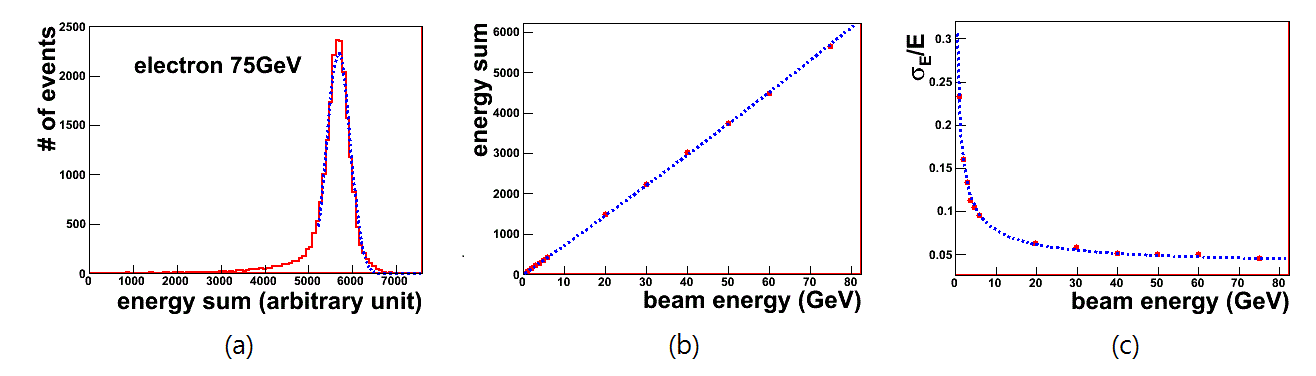 # of events
2500
2000
1500
1000
500
0
electron 75GeV
0 1000 2000 3000 4000 5000 6000 7000
energy sum (arbitrary unit)
(a)
energy sum
6000
5000
4000
3000
2000
1000
0
0 10 20 30 40 50 60 70 80
beam energy (GeV)
(b)
σE/E
0.3
0.25
0.2
0.15
0.1
0.05
0 10 20 30 40 50 60 70 80
beam energy (GeV)
(c)